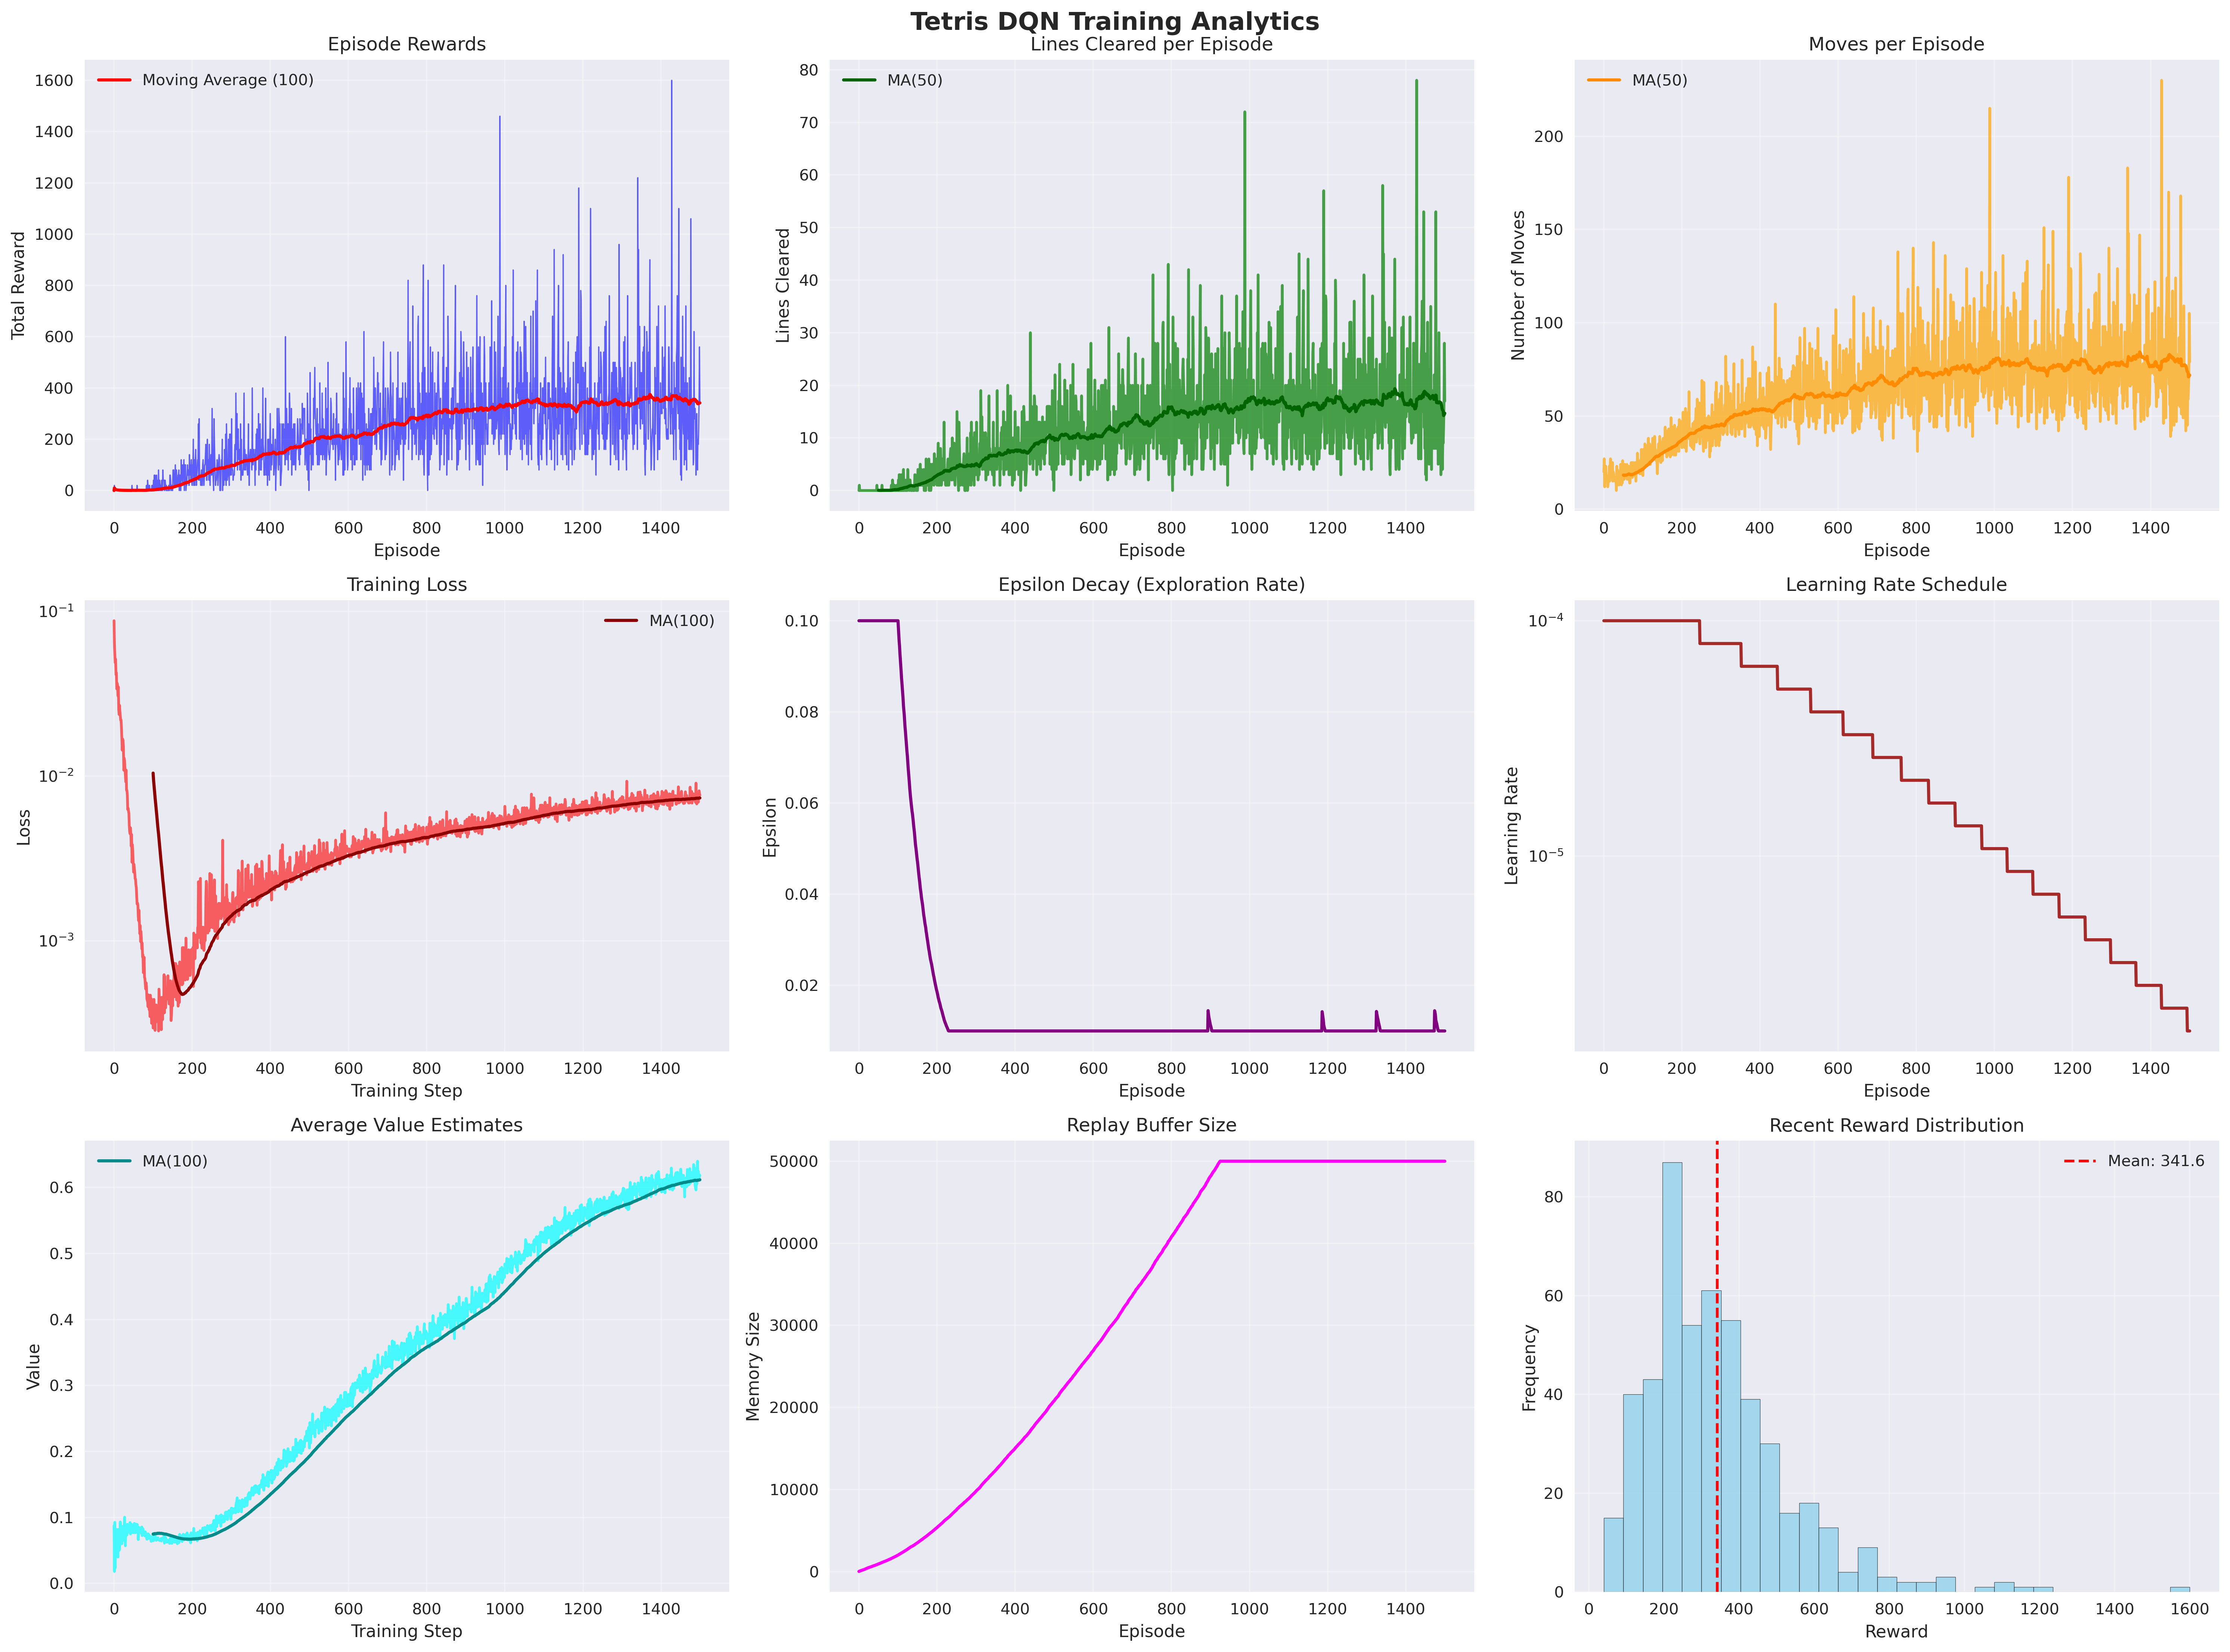 Tetris DQN Training Analytics
Episode Rewards
Moving Average (100)
Total Reward
1600
1400
1200
1000
800
600
400
200
0
0 200 400 600 800 1000 1200 1400
Episode
Lines Cleared per Episode
MA(50)
Lines Cleared
80
70
60
50
40
30
20
10
0
0 200 400 600 800 1000 1200 1400
Episode
Moves per Episode
MA(50)
Number of Moves
200
150
100
50
0
0 200 400 600 800 1000 1200 1400
Episode
Training Loss
MA(100)
Loss
10⁻¹
10⁻²
10⁻³
0 200 400 600 800 1000 1200 1400
Training Step
Epsilon Decay (Exploration Rate)
Epsilon
0.10
0.08
0.06
0.04
0.02
0 200 400 600 800 1000 1200 1400
Episode
Learning Rate Schedule
Learning Rate
10⁻⁴
10⁻⁵
0 200 400 600 800 1000 1200 1400
Episode
Average Value Estimates
MA(100)
Value
0.6
0.5
0.4
0.3
0.2
0.1
0.0
0 200 400 600 800 1000 1200 1400
Training Step
Replay Buffer Size
Memory Size
50000
40000
30000
20000
10000
0
0 200 400 600 800 1000 1200 1400
Episode
Recent Reward Distribution
Mean: 341.6
Frequency
80
60
40
20
0
0 200 400 600 800 1000 1200 1400 1600
Reward